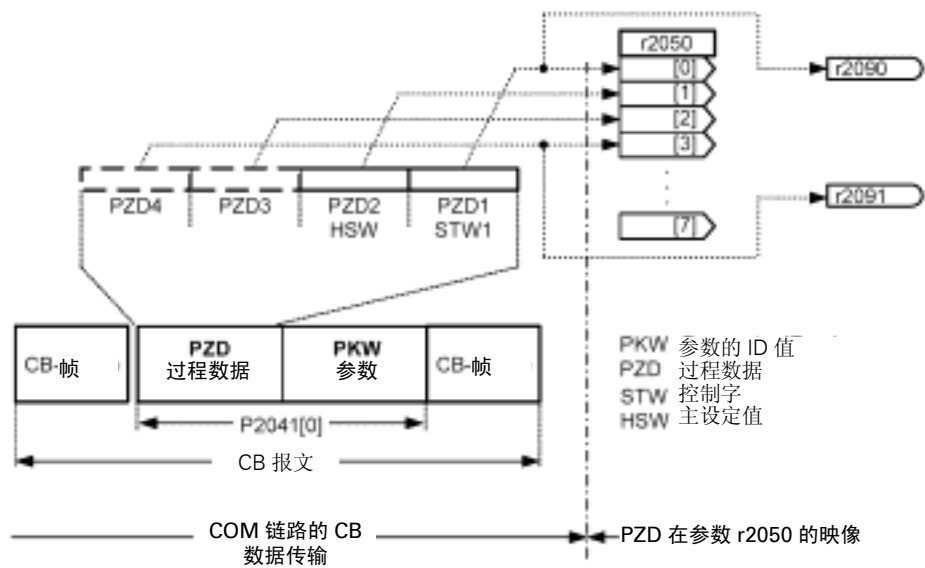 r2050
[0]
[1]
[2]
[3]
[7]
r2090
r2091
PZD4
PZD3
PZD2
HSW
PZD1
STW1
CB-帧
PZD
过程数据
PKW
参数
CB-帧
P2041[0]
CB 报文
PKW 参数的 ID 值
PZD 过程数据
STW 控制字
HSW 主设定值
COM 链路的 CB
数据传输
PZD 在参数 r2050 的映像